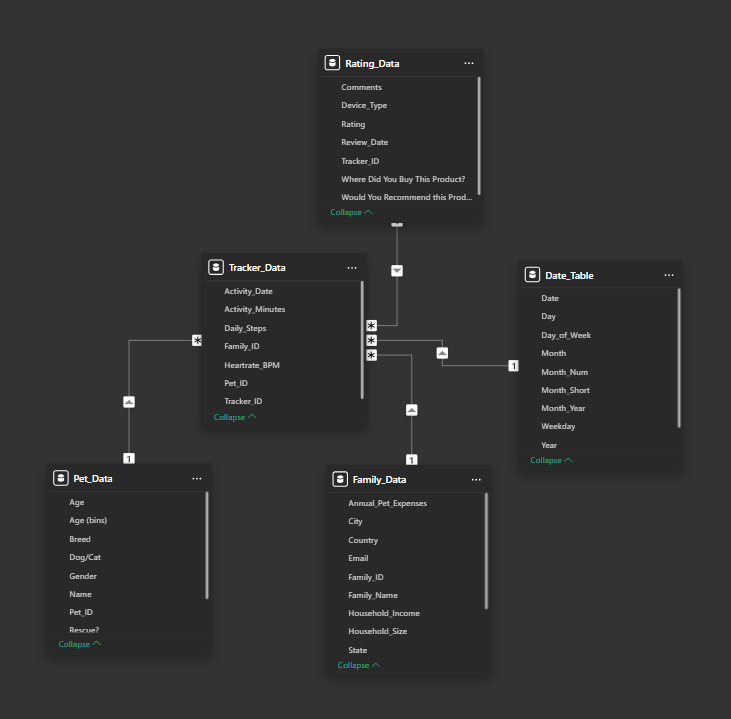 Rating_Data
Comments
Device_Type
Rating
Review_Date
Tracker_ID
Where Did You Buy This Product?
Would You Recommend this Prod...
Collapse
Tracker_Data
Activity_Date
Activity_Minutes
Daily_Steps
Family_ID
Heartrate_BPM
Pet_ID
Tracker_ID
Collapse
Date_Table
Date
Day
Day_of_Week
Month
Month_Num
Month_Short
Month_Year
Weekday
Year
Collapse
*
*
*
*
1
1
1
Pet_Data
Age
Age (bins)
Breed
Dog/Cat
Gender
Name
Pet_ID
Rescue?
Collapse
Family_Data
Annual_Pet_Expenses
City
Country
Email
Family_ID
Family_Name
Household_Income
Household_Size
State
Collapse